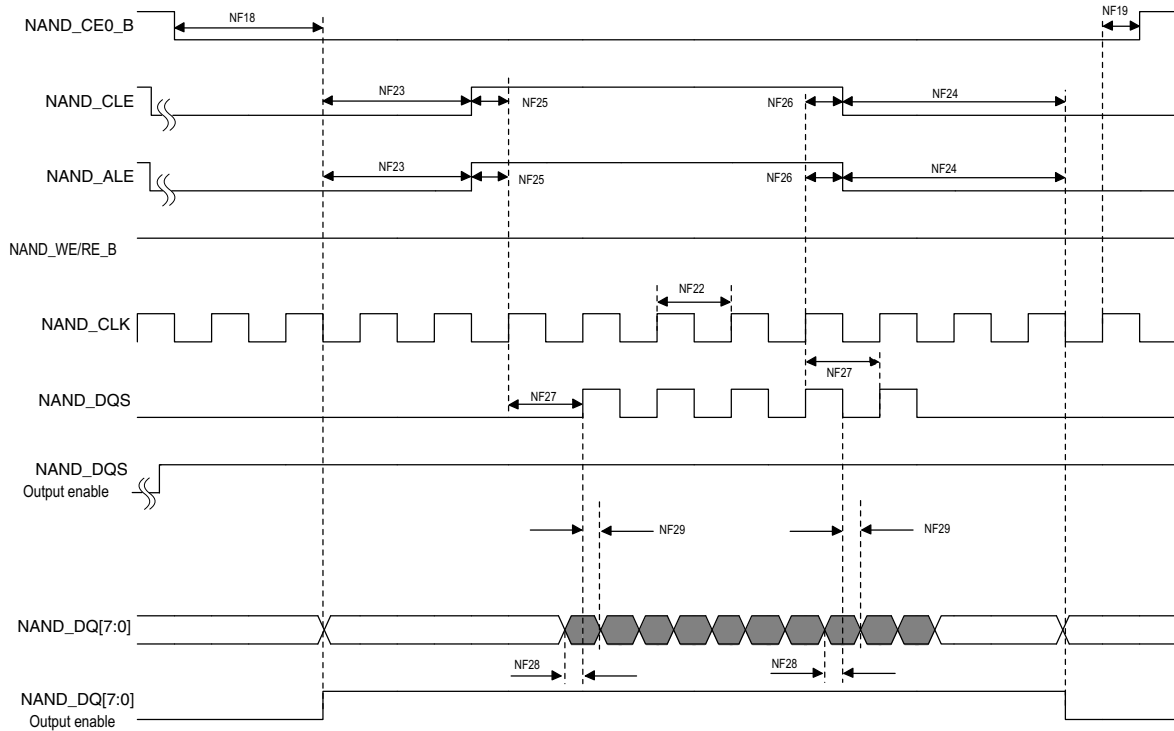 NAND_CE0_B
NF18
NF19
NAND_CLE
NF23
NF25
NF26
NF24
NAND_ALE
NF23
NF25
NF26
NF24
NAND_WE/RE_B
NF22
NAND_CLK
NF27
NAND_DQS
NF27
NAND_DQS
Output enable
NF29
NF29
NAND_DQ[7:0]
NF28
NF28
NAND_DQ[7:0]
Output enable